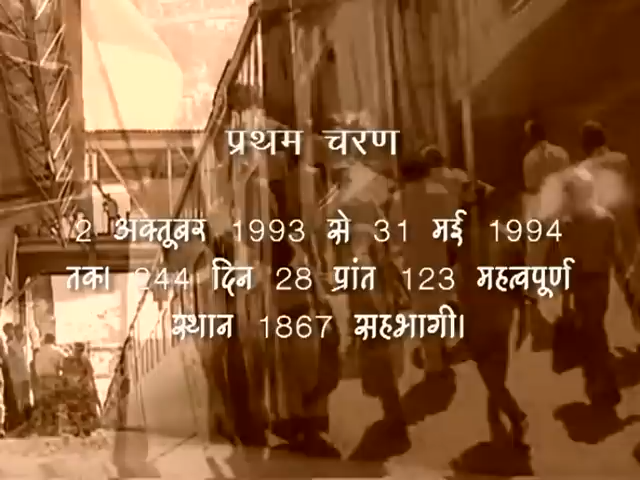 प्रथम चरण
2 अक्तूबर 1993 से 31 मई 1994
तक। 244 दिन 28 प्रांत 123 महत्वपूर्ण
स्थान 1867 सहभागी।